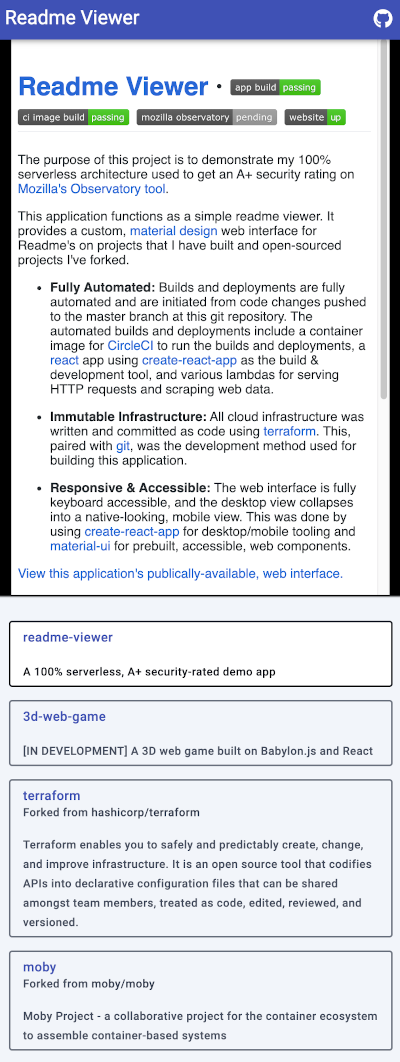 Readme Viewer
Readme Viewer • app build passing
ci image build passing mozilla observatory pending website up
The purpose of this project is to demonstrate my 100%
serverless architecture used to get an A+ security rating on
Mozilla's Observatory tool.
This application functions as a simple readme viewer. It
provides a custom, material design web interface for
Readme's on projects that I have built and open-sourced
projects I've forked.
• Fully Automated: Builds and deployments are fully
automated and are initiated from code changes pushed
to the master branch at this git repository. The
automated builds and deployments include a container
image for CircleCI to run the builds and deployments, a
react app using create-react-app as the build &
development tool, and various lambdas for serving
HTTP requests and scraping web data.
• Immutable Infrastructure: All cloud infrastructure was
written and committed as code using terraform. This,
paired with git, was the development method used for
building this application.
• Responsive & Accessible: The web interface is fully
keyboard accessible, and the desktop view collapses
into a native-looking, mobile view. This was done by
using create-react-app for desktop/mobile tooling and
material-ui for prebuilt, accessible, web components.
View this application's publically-available, web interface.
readme-viewer
A 100% serverless, A+ security-rated demo app
3d-web-game
[IN DEVELOPMENT] A 3D web game built on Babylon.js and React
terraform
Forked from hashicorp/terraform
Terraform enables you to safely and predictably create, change,
and improve infrastructure. It is an open source tool that codifies
APIs into declarative configuration files that can be shared
amongst team members, treated as code, edited, reviewed, and
versioned.
moby
Forked from moby/moby
Moby Project - a collaborative project for the container ecosystem
to assemble container-based systems